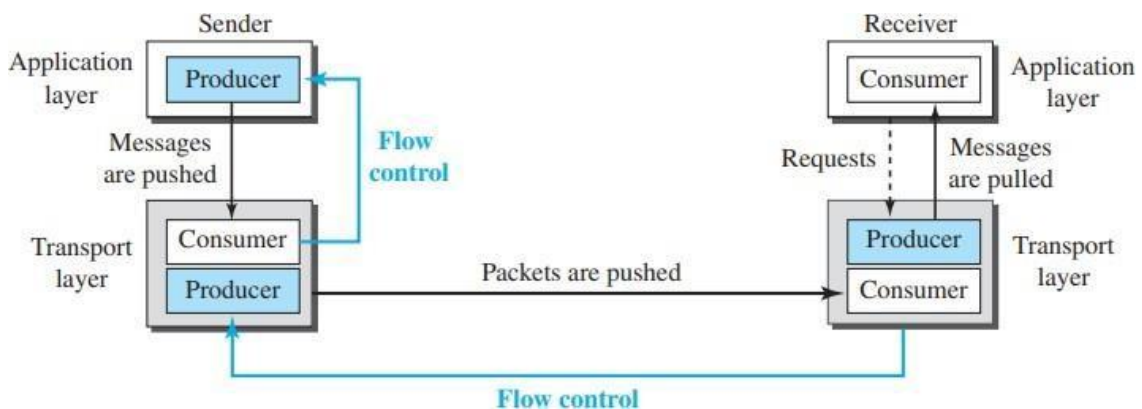 Sender
Receiver
Application
layer
Producer
Consumer
Application
layer
Messages
are pushed
Flow
control
Requests
Messages
are pulled
Transport
layer
Consumer
Producer
Packets are pushed
Producer
Consumer
Transport
layer
Flow control